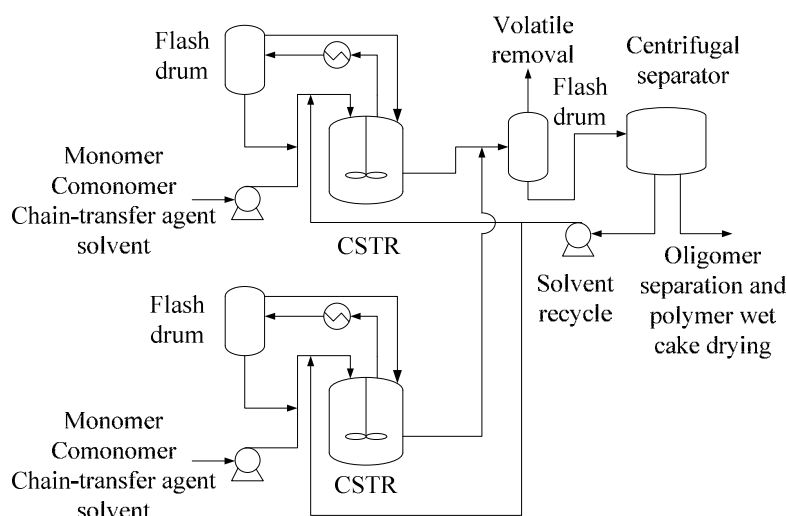 Flash
drum
Monomer
Comonomer
Chain-transfer agent
solvent
CSTR
Volatile
removal
Flash
drum
Centrifugal
separator
Solvent
recycle
Oligomer
separation and
polymer wet
cake drying
Flash
drum
Monomer
Comonomer
Chain-transfer agent
solvent
CSTR